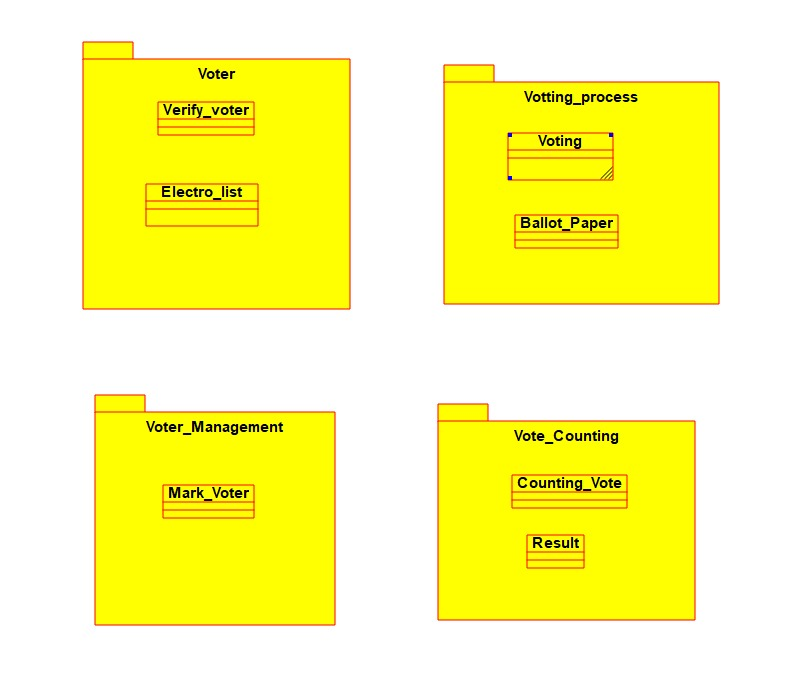 Voter
Verify_voter
Electro_list
Votting_process
Voting
Ballot_Paper
Voter_Management
Mark_Voter
Vote_Counting
Counting_Vote
Result